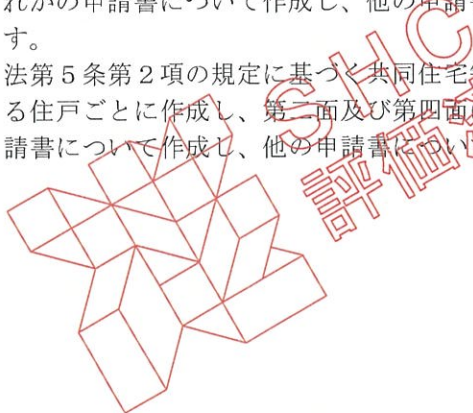 れかの申請書について作成し、他の申請書
す。
法第5条第2項の規定に基づく共同住宅等
る住戸ごとに作成し、第二面及び第四面
請書について作成し、他の申請書につい
SHC
評価